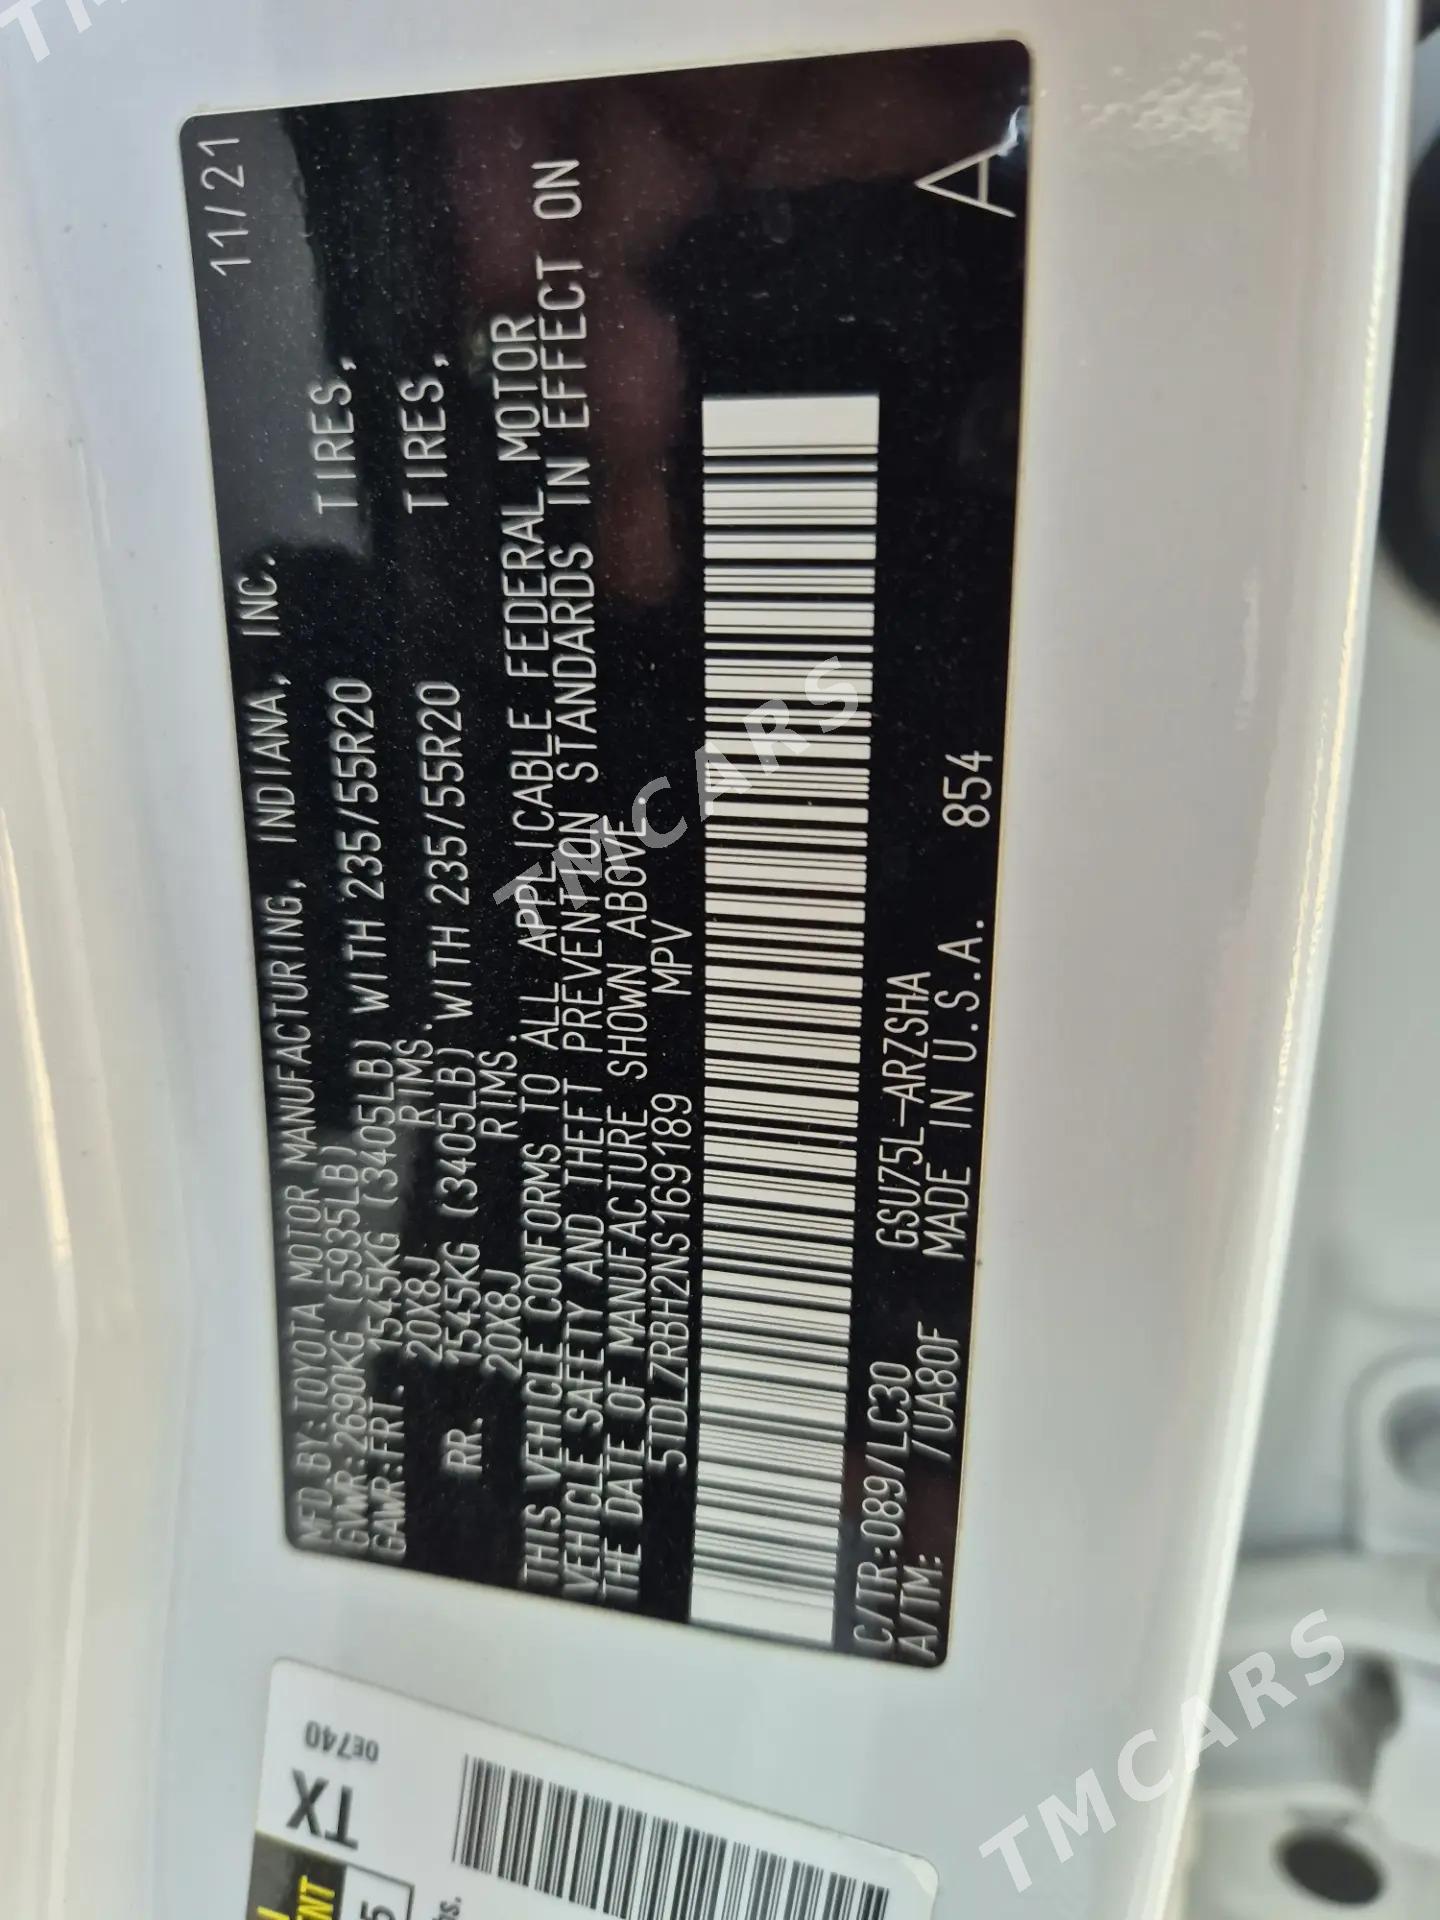 MFD.BY:TOYOTA MOTOR MANUFACTURING, INDIANA, INC. 11/21
GVWR:2690KG (5935LB)
GAWR:FRT. 1545KG (3405LB) WITH 235/55R20 TIRES,
20X8J RIMS.
RR. 1545KG (3405LB) WITH 235/55R20 TIRES,
20X8J RIMS.
THIS VEHICLE CONFORMS TO ALL APPLICABLE FEDERAL MOTOR
VEHICLE SAFETY AND THEFT PREVENTION STANDARDS IN EFFECT ON
THE DATE OF MANUFACTURE SHOWN ABOVE.
5TDLZRBH2NS169189 MPV
C/TR:089/LC30 GSU75L-ARZSHA
A/TM: /UA80F MADE IN U.S.A. 854 A
TX
0E740
TMCARS
TMCARS